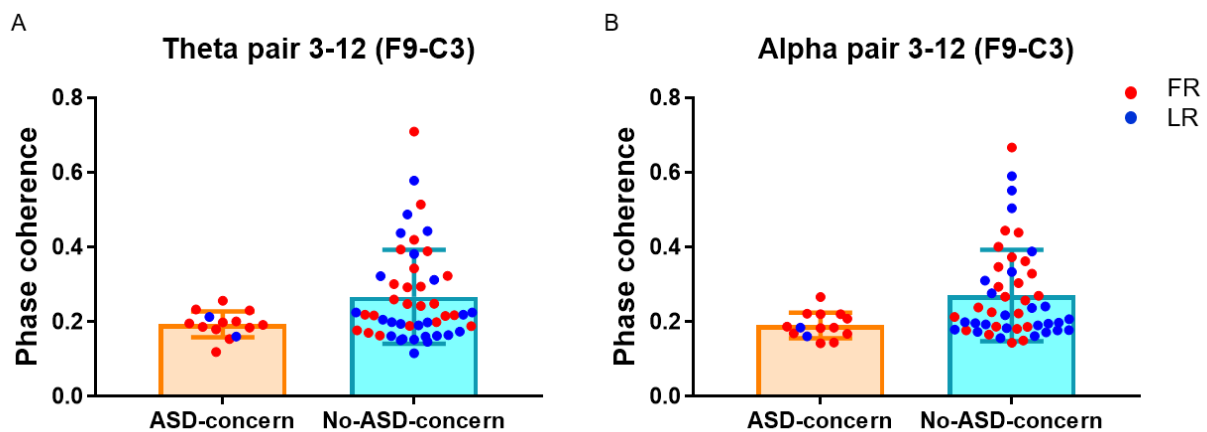 A
Theta pair 3-12 (F9-C3)
Phase coherence
0.8
0.6
0.4
0.2
0.0
ASD-concern
No-ASD-concern
B
Alpha pair 3-12 (F9-C3)
Phase coherence
0.8
0.6
0.4
0.2
0.0
ASD-concern
No-ASD-concern
FR
LR